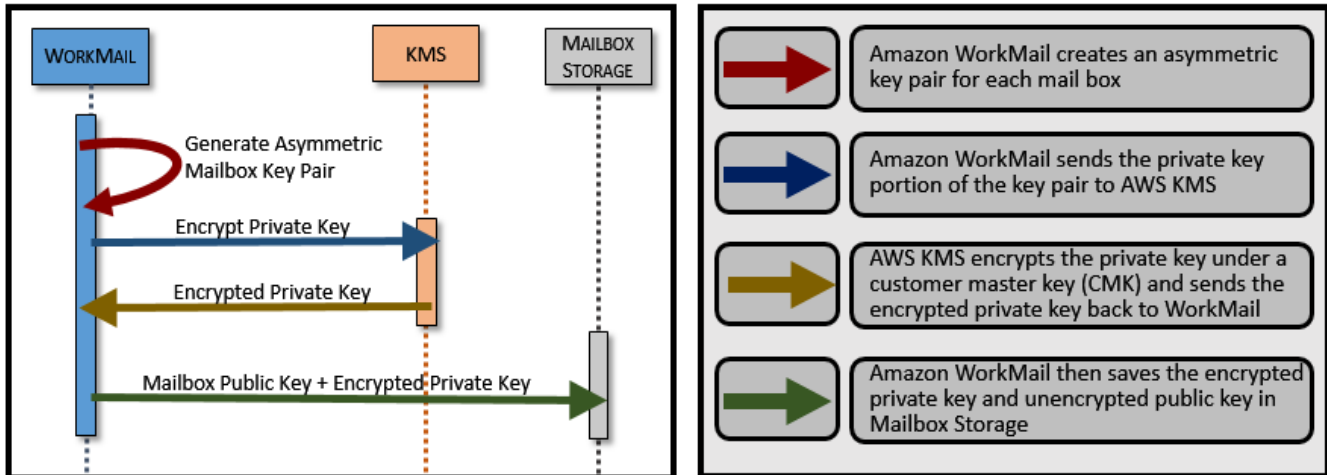 WORKMAIL
KMS
MAILBOX
STORAGE
Generate Asymmetric
Mailbox Key Pair
Encrypt Private Key
Encrypted Private Key
Mailbox Public Key + Encrypted Private Key
Amazon WorkMail creates an asymmetric
key pair for each mail box
Amazon WorkMail sends the private key
portion of the key pair to AWS KMS
AWS KMS encrypts the private key under a
customer master key (CMK) and sends the
encrypted private key back to WorkMail
Amazon WorkMail then saves the encrypted
private key and unencrypted public key in
Mailbox Storage